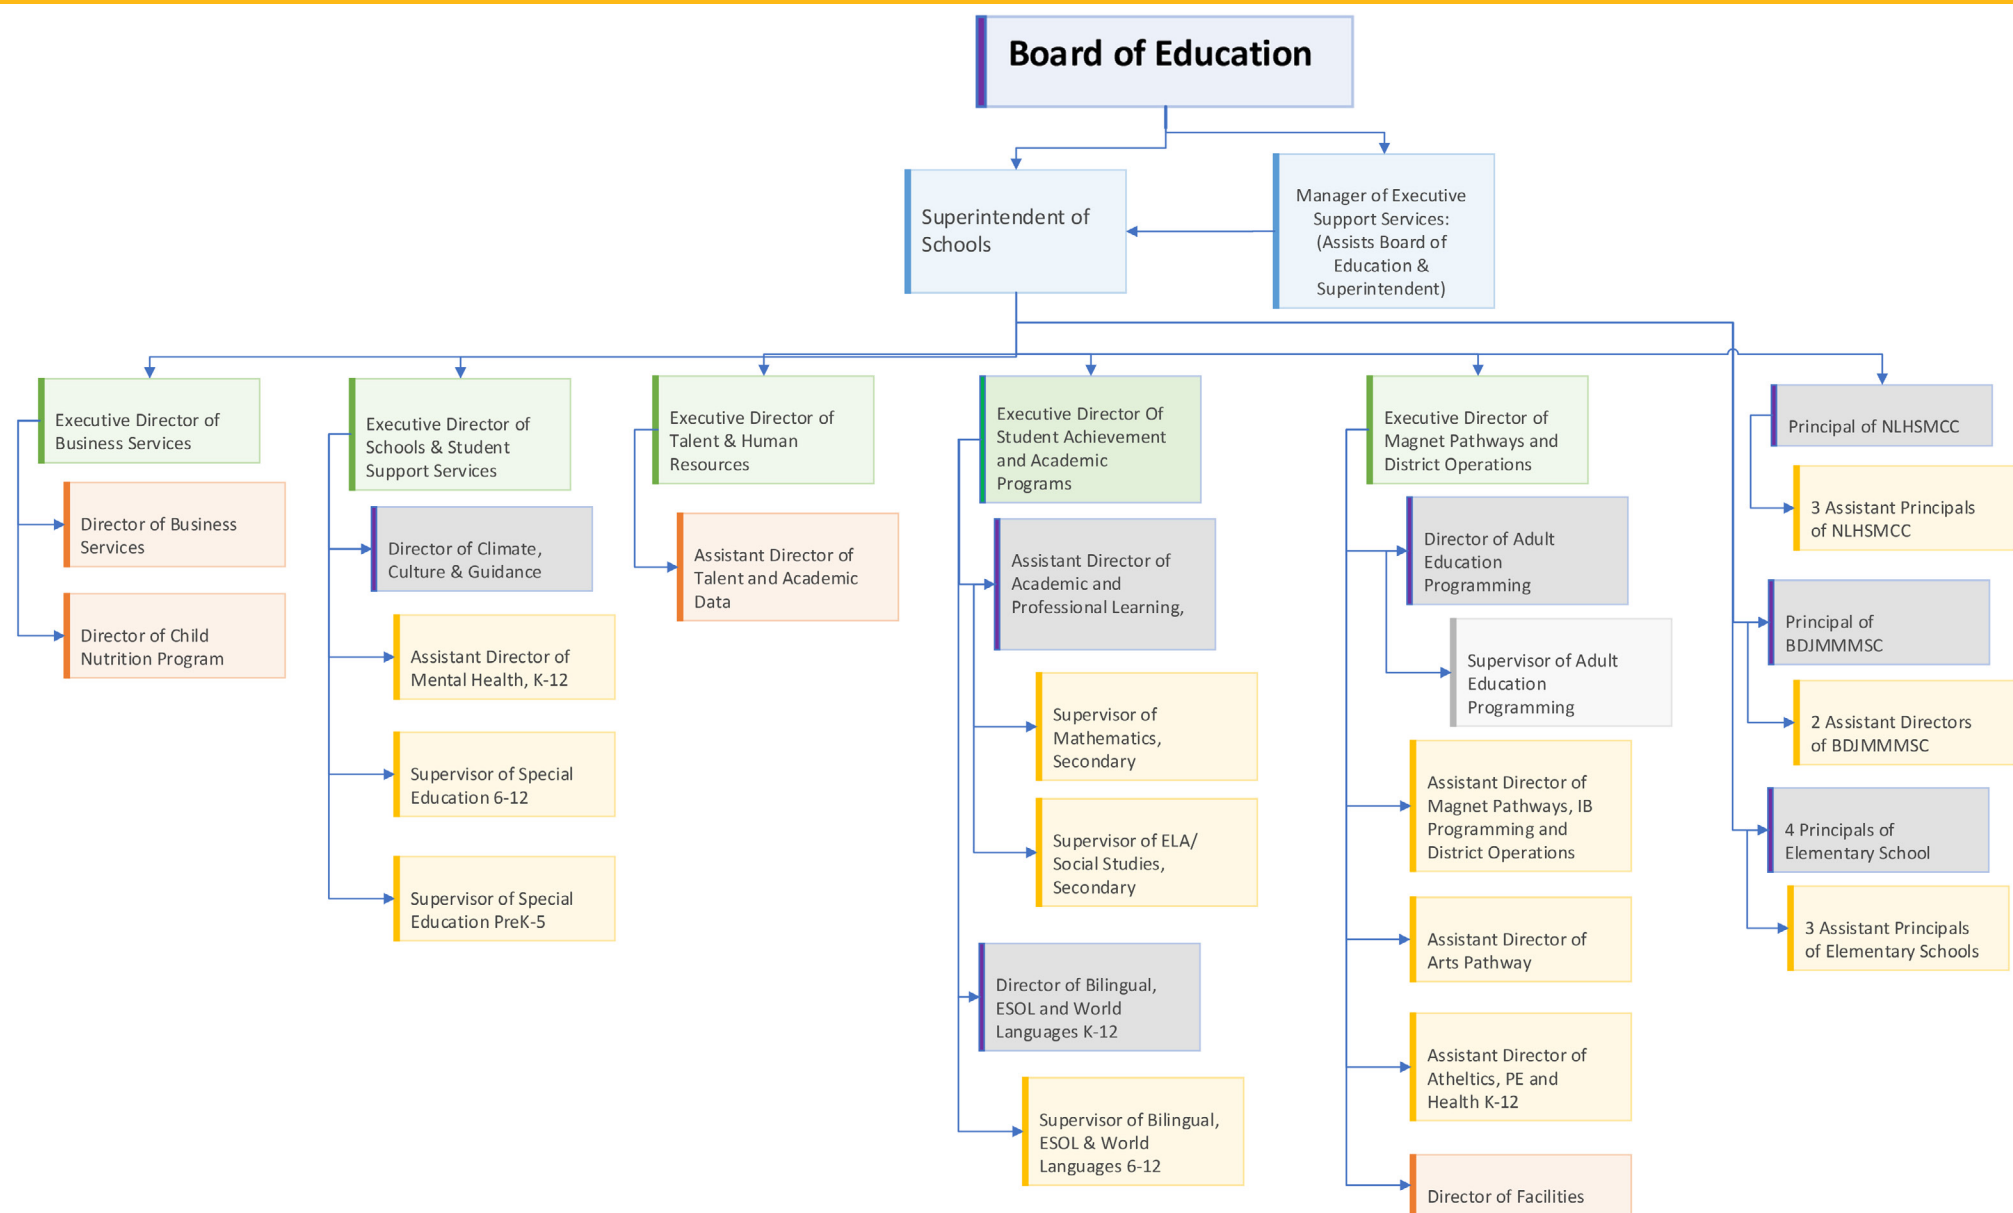 Board of Education
Superintendent of
Schools
Manager of Executive
Support Services:
(Assists Board of
Education &
Superintendent)
Executive Director of
Business Services
Director of Business
Services
Director of Child
Nutrition Program
Executive Director of
Schools & Student
Support Services
Director of Climate,
Culture & Guidance
Assistant Director of
Mental Health, K-12
Supervisor of Special
Education 6-12
Supervisor of Special
Education PreK-5
Executive Director of
Talent & Human
Resources
Assistant Director of
Talent and Academic
Data
Executive Director Of
Student Achievement
and Academic
Programs
Assistant Director of
Academic and
Professional Learning,
Supervisor of
Mathematics,
Secondary
Supervisor of ELA/
Social Studies,
Secondary
Director of Bilingual,
ESOL and World
Languages K-12
Supervisor of Bilingual,
ESOL & World
Languages 6-12
Executive Director of
Magnet Pathways and
District Operations
Director of Adult
Education
Programming
Supervisor of Adult
Education
Programming
Assistant Director of
Magnet Pathways, IB
Programming and
District Operations
Assistant Director of
Arts Pathway
Assistant Director of
Atheltics, PE and
Health K-12
Director of Facilities
Principal of NLHSMCC
3 Assistant Principals
of NLHSMCC
Principal of
BDJMMMSC
2 Assistant Directors
of BDJMMMSC
4 Principals of
Elementary School
3 Assistant Principals
of Elementary Schools